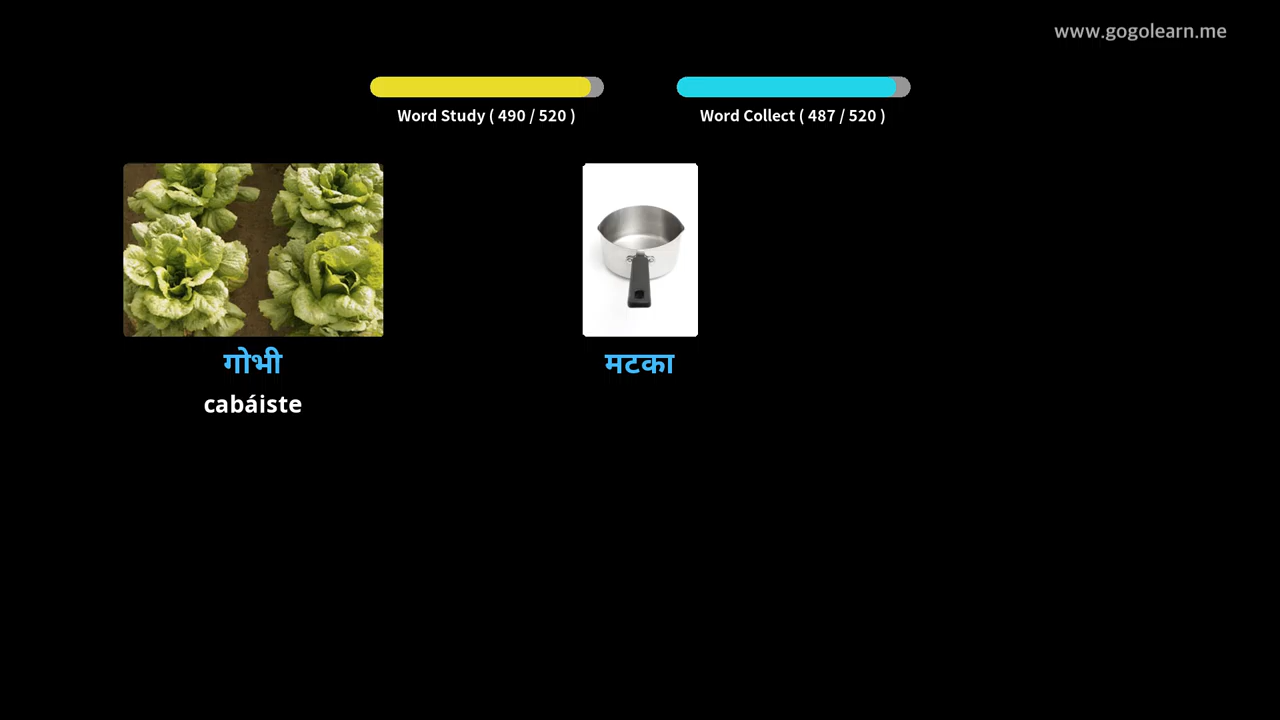 www.gogolearn.me
Word Study ( 490 / 520 )
Word Collect ( 487 / 520 )
गोभी
मटका
cabáiste